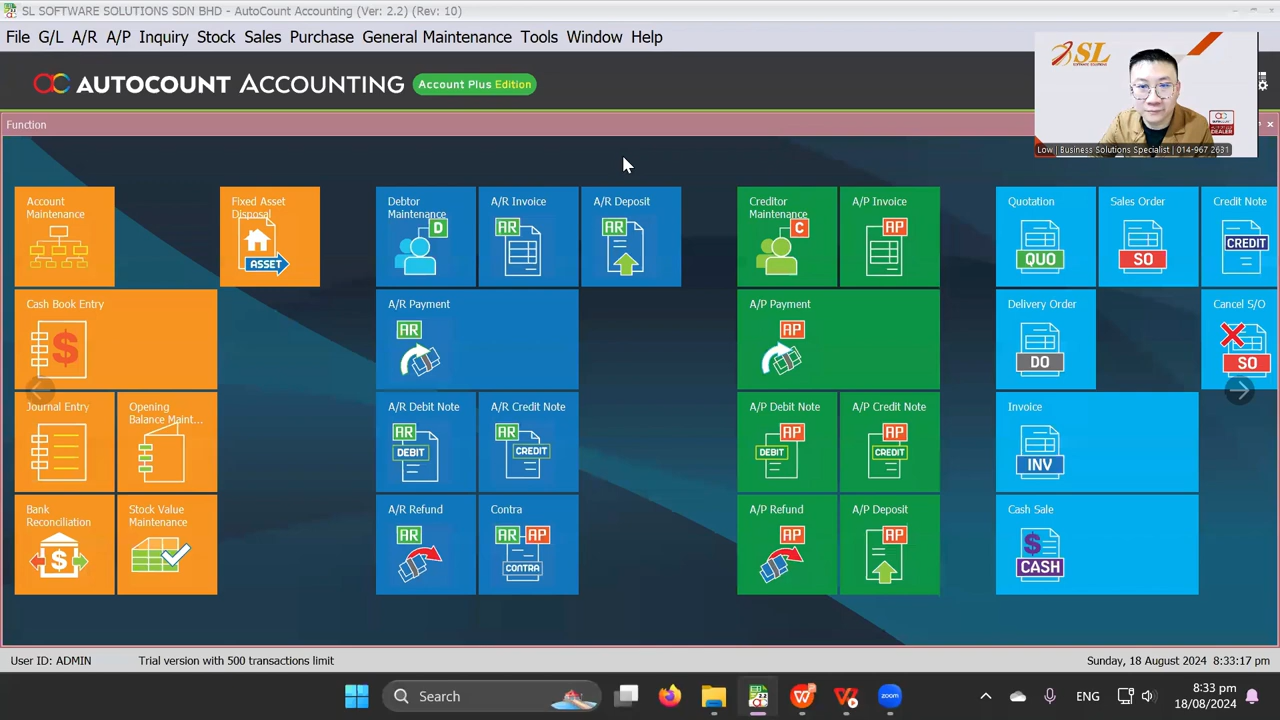 SL SOFTWARE SOLUTIONS SDN BHD - AutoCount Accounting (Ver: 2.2) (Rev: 10)
File G/L A/R A/P Inquiry Stock Sales Purchase General Maintenance Tools Window Help
AUTOCOUNT ACCOUNTING Account Plus Edition
SL
SOFTWARE SOLUTIONS
Low | Business Solutions Specialist | 014-967 2631
Function
Account
Maintenance
Fixed Asset
Disposal
ASSET
Debtor
Maintenance
D
A/R Invoice
AR
A/R Deposit
AR
Creditor
Maintenance
C
A/P Invoice
AP
Quotation
QUO
Sales Order
SO
Credit Note
CREDIT
Cash Book Entry
$
A/R Payment
AR
A/P Payment
AP
Delivery Order
DO
Cancel S/O
SO
Journal Entry
Opening
Balance Maint...
A/R Debit Note
AR
DEBIT
A/R Credit Note
AR
CREDIT
A/P Debit Note
AP
DEBIT
A/P Credit Note
AP
CREDIT
Invoice
INV
Bank
Reconciliation
$
Stock Value
Maintenance
A/R Refund
AR
Contra
AR AP
CONTRA
A/P Refund
AP
A/P Deposit
AP
Cash Sale
$
CASH
User ID: ADMIN Trial version with 500 transactions limit Sunday, 18 August 2024 8:33:17 pm
Search
zoom
ENG
8:33 pm
18/08/2024